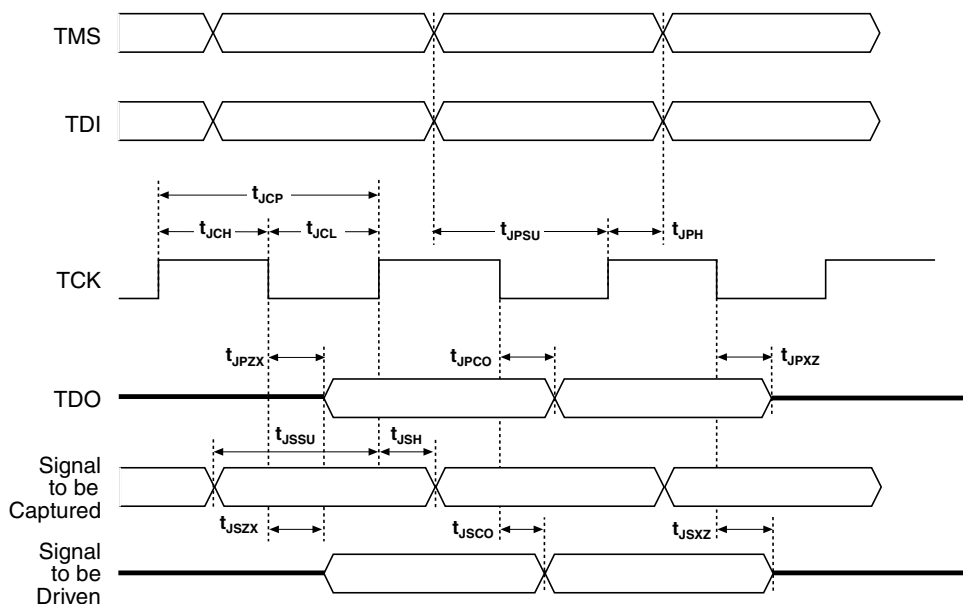 TMS
TDI
tJCP
tJCH tJCL tJPSU tJPH
TCK
tJPZX tJPCO tJPXZ
TDO
tJSSU tJSH
Signal
to be
Captured
tJSZX tJSCO tJSXZ
Signal
to be
Driven